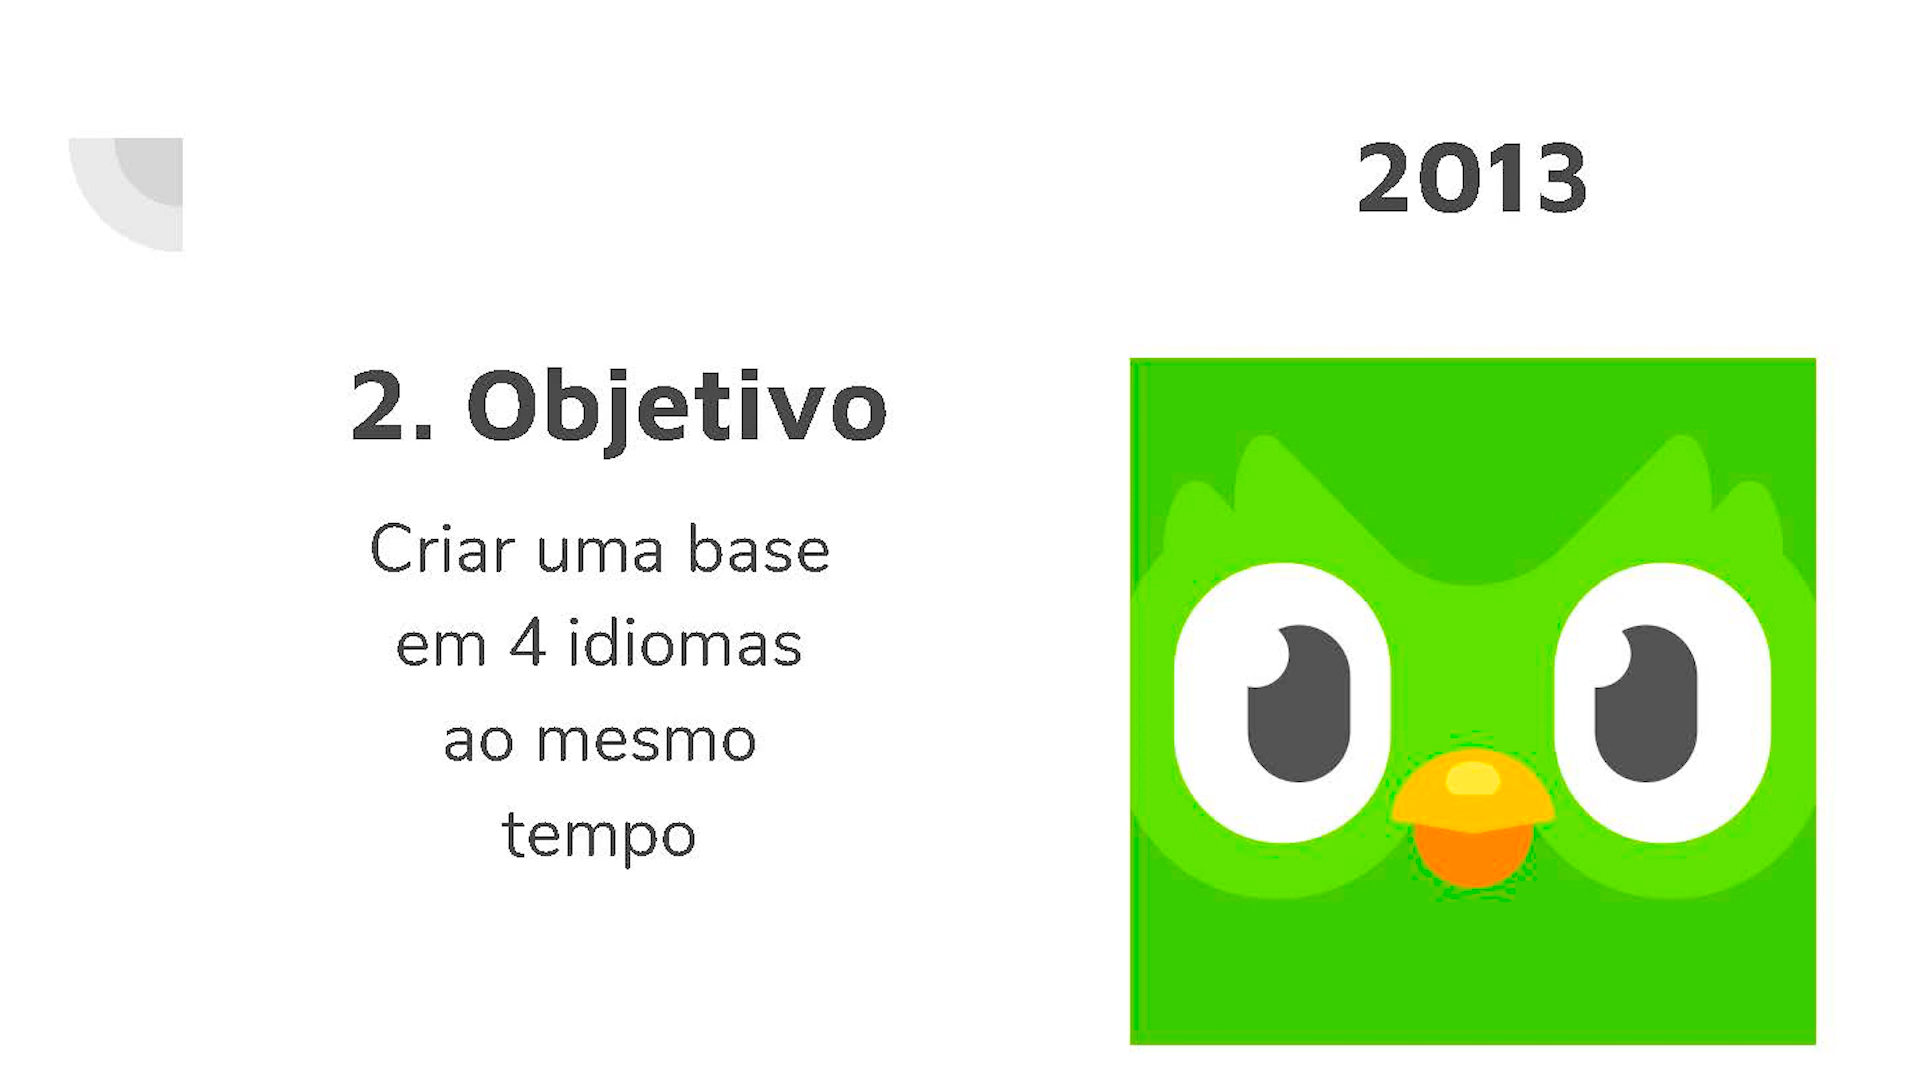 2013
2. Objetivo
Criar uma base
em 4 idiomas
ao mesmo
tempo